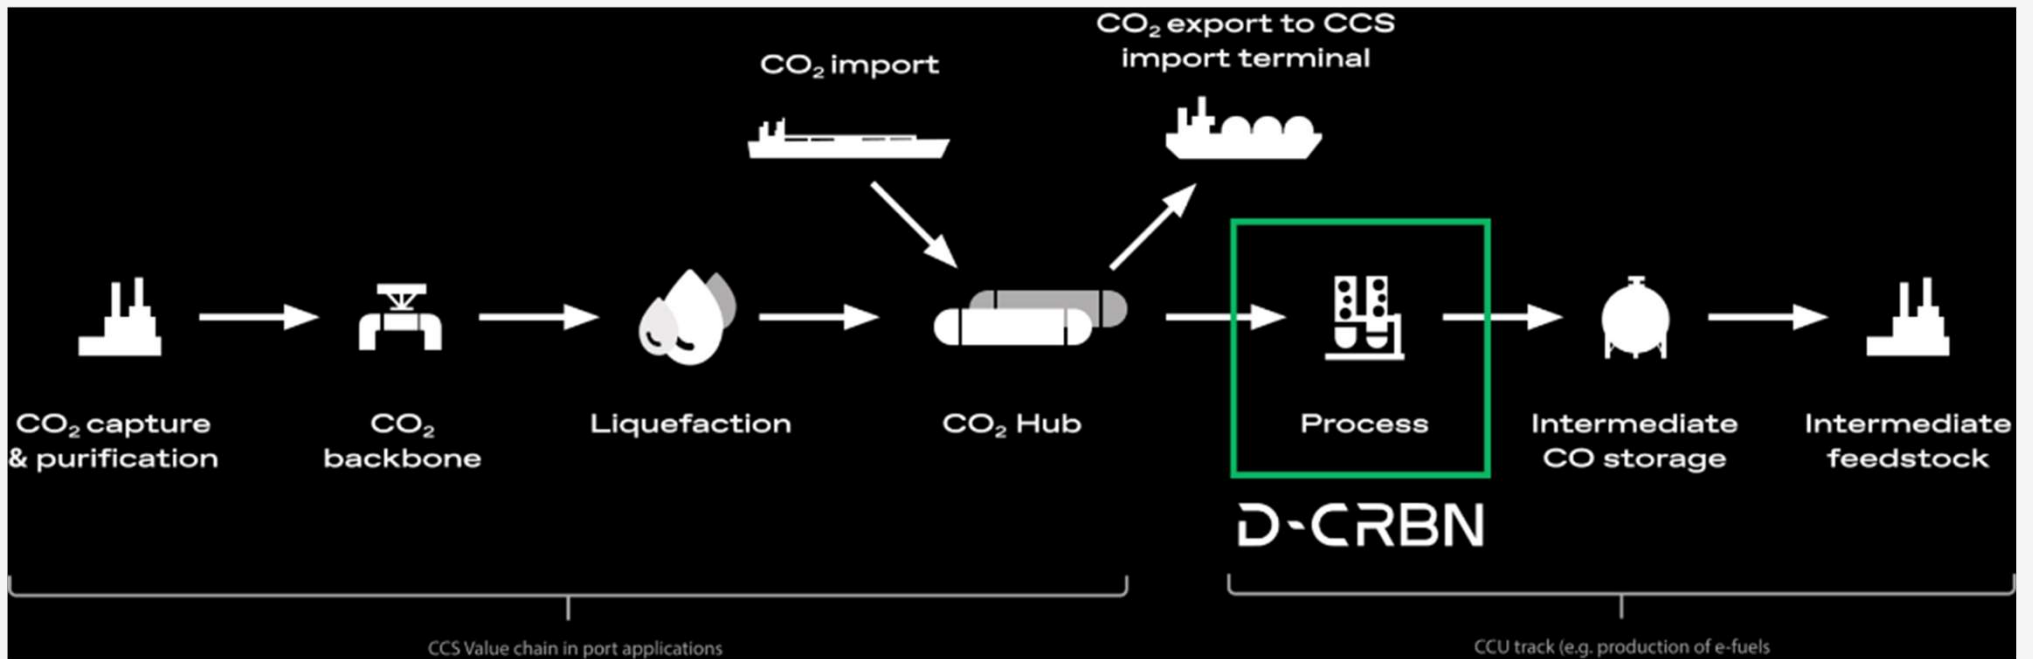 CO₂ import
CO₂ export to CCS
import terminal
CO₂ capture
& purification
CO₂
backbone
Liquefaction
CO₂ Hub
Process
Intermediate
CO storage
Intermediate
feedstock
D-CRBN
CCS Value chain in port applications
CCU track (e.g. production of e-fuels